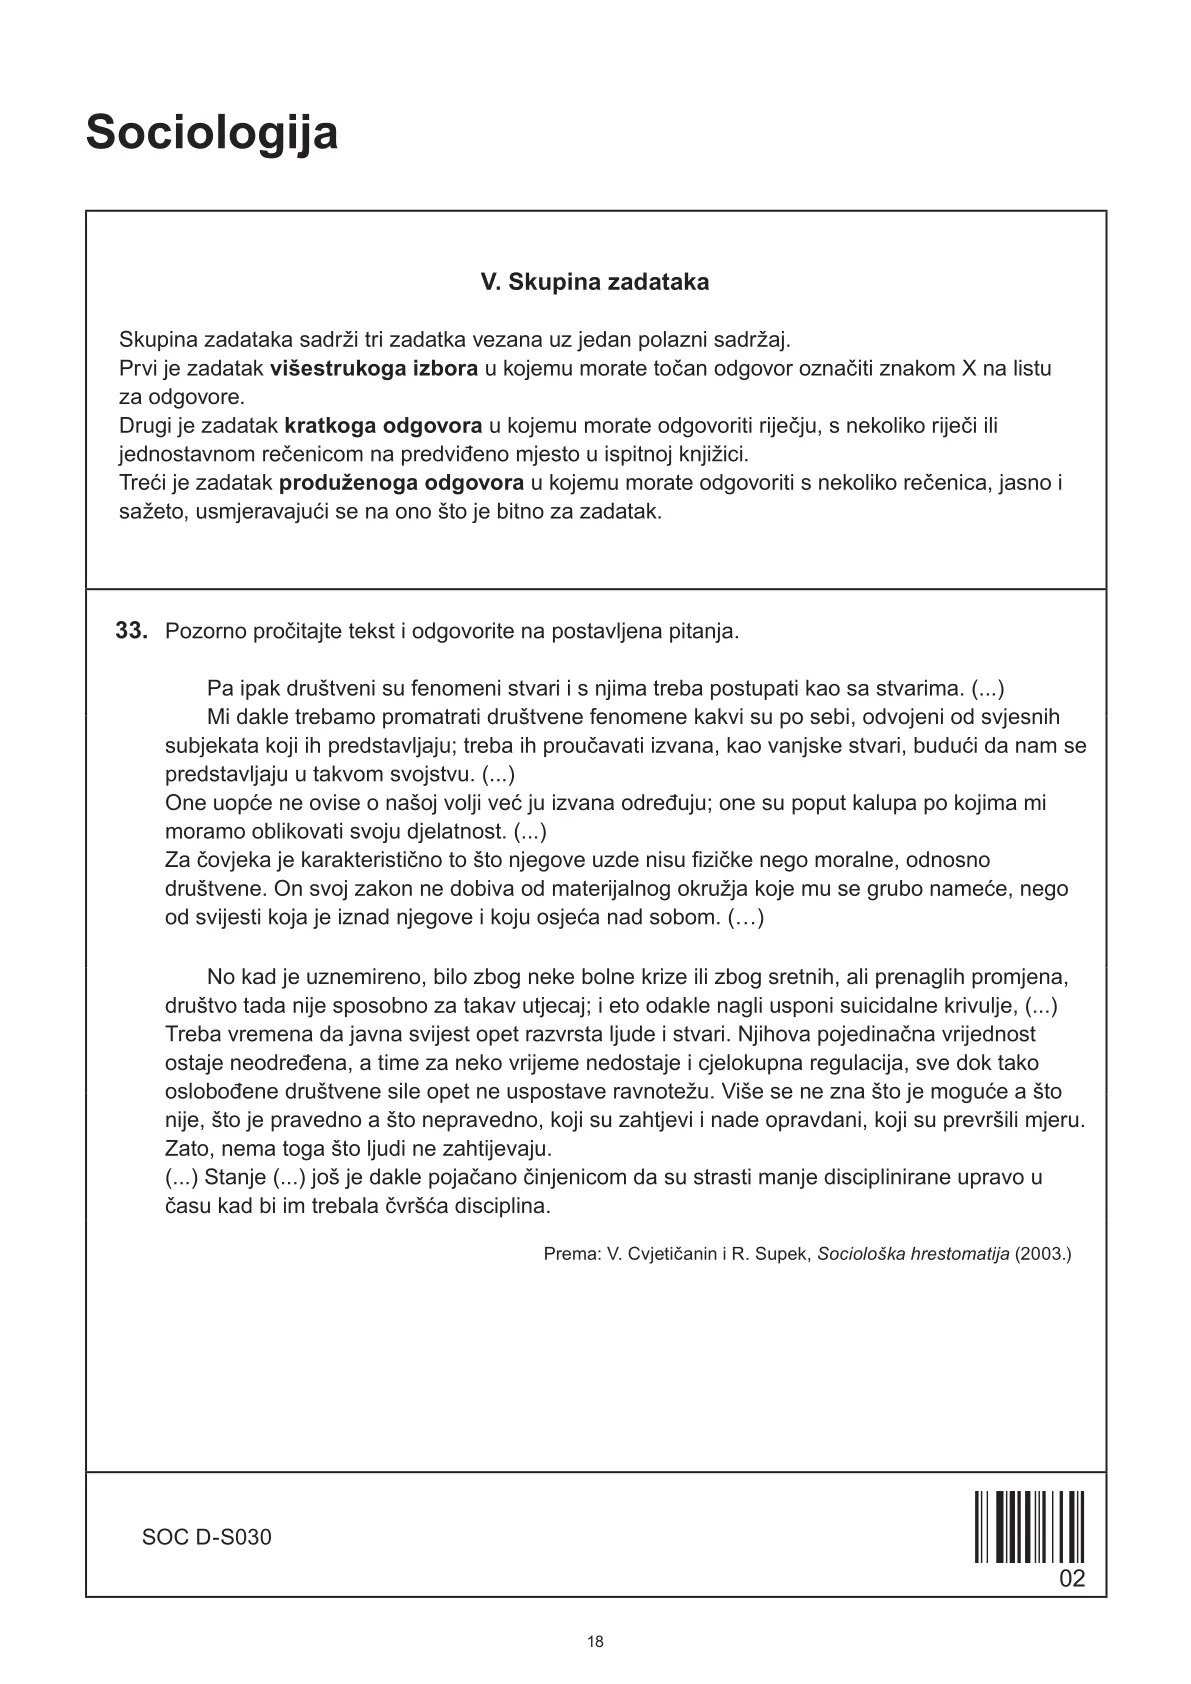 Sociologija
V. Skupina zadataka
Skupina zadataka sadrži tri zadatka vezana uz jedan polazni sadržaj.
Prvi je zadatak višestrukoga izbora u kojemu morate točan odgovor označiti znakom X na listu
za odgovore.
Drugi je zadatak kratkoga odgovora u kojemu morate odgovoriti riječju, s nekoliko riječi ili
jednostavnom rečenicom na predviđeno mjesto u ispitnoj knjižici.
Treći je zadatak produženoga odgovora u kojemu morate odgovoriti s nekoliko rečenica, jasno i
sažeto, usmjeravajući se na ono što je bitno za zadatak.
33. Pozorno pročitajte tekst i odgovorite na postavljena pitanja.
Pa ipak društveni su fenomeni stvari i s njima treba postupati kao sa stvarima. (...)
Mi dakle trebamo promatrati društvene fenomene kakvi su po sebi, odvojeni od svjesnih
subjekata koji ih predstavljaju; treba ih proučavati izvana, kao vanjske stvari, budući da nam se
predstavljaju u takvom svojstvu. (...)
One uopće ne ovise o našoj volji već ju izvana određuju; one su poput kalupa po kojima mi
moramo oblikovati svoju djelatnost. (...)
Za čovjeka je karakteristično to što njegove uzde nisu fizičke nego moralne, odnosno
društvene. On svoj zakon ne dobiva od materijalnog okružja koje mu se grubo nameće, nego
od svijesti koja je iznad njegove i koju osjeća nad sobom. (…)
No kad je uznemireno, bilo zbog neke bolne krize ili zbog sretnih, ali prenaglih promjena,
društvo tada nije sposobno za takav utjecaj; i eto odakle nagli usponi suicidalne krivulje, (...)
Treba vremena da javna svijest opet razvrsta ljude i stvari. Njihova pojedinačna vrijednost
ostaje neodređena, a time za neko vrijeme nedostaje i cjelokupna regulacija, sve dok tako
oslobođene društvene sile opet ne uspostave ravnotežu. Više se ne zna što je moguće a što
nije, što je pravedno a što nepravedno, koji su zahtjevi i nade opravdani, koji su prevršili mjeru.
Zato, nema toga što ljudi ne zahtijevaju.
(...) Stanje (...) još je dakle pojačano činjenicom da su strasti manje disciplinirane upravo u
času kad bi im trebala čvršća disciplina.
Prema: V. Cvjetičanin i R. Supek, Sociološka hrestomatija (2003.)
SOC D-S030
02
18